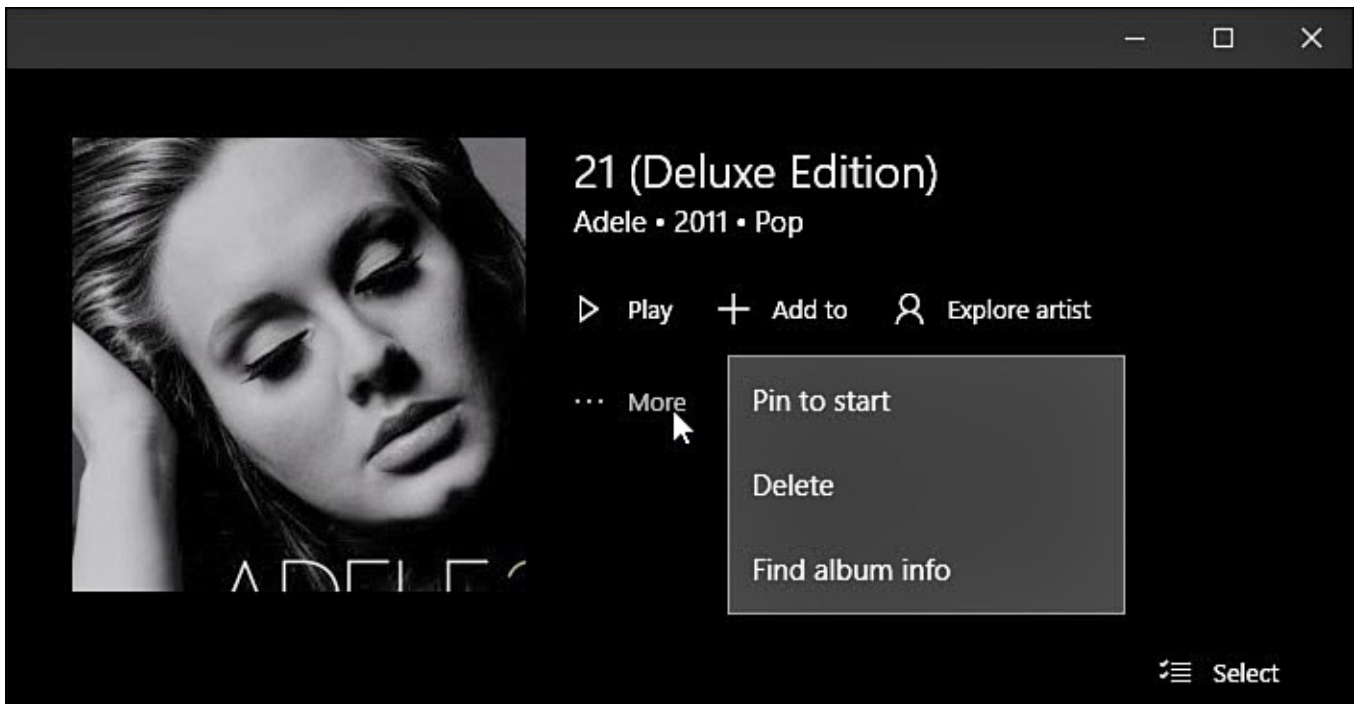 21 (Deluxe Edition)
Adele • 2011 • Pop
Play Add to Explore artist
More
Pin to start
Delete
Find album info
ADELE
Select